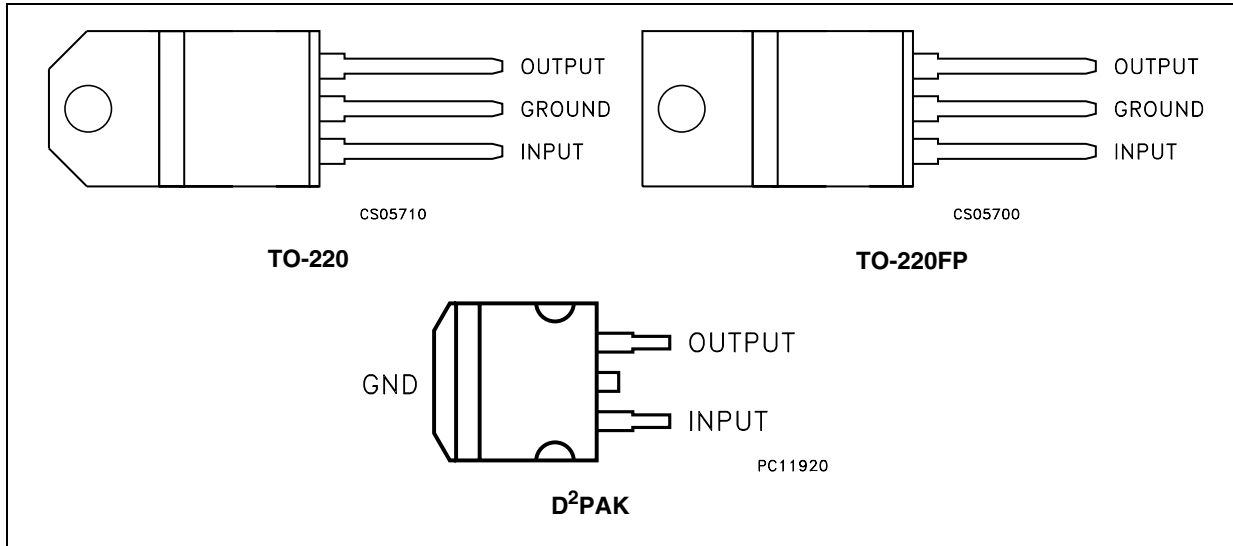 OUTPUT
GROUND
INPUT
CS05710
TO-220
OUTPUT
GROUND
INPUT
CS05700
TO-220FP
GND
OUTPUT
INPUT
PC11920
D²PAK